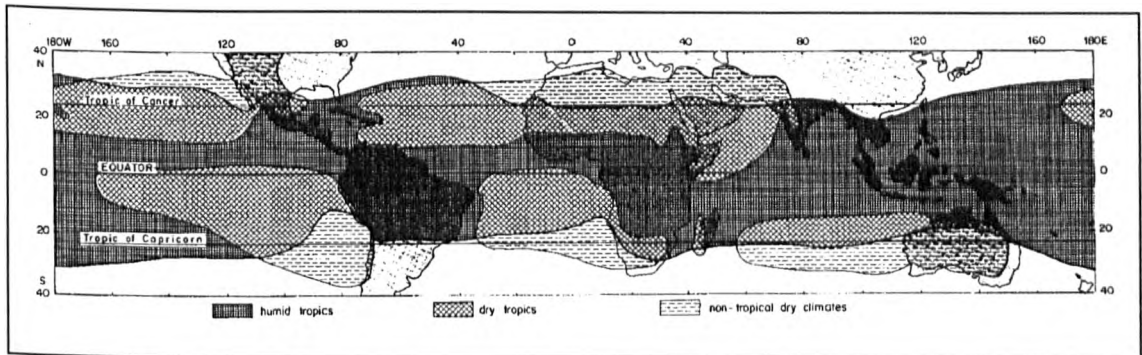 40
N
180W 160 120 80 40 0 40 80 120 160 180E
40
N
Tropic of Cancer
20 20
EQUATOR
0 0
Tropic of Capricorn
20 20
S
40 40
humid tropics dry tropics non-tropical dry climates